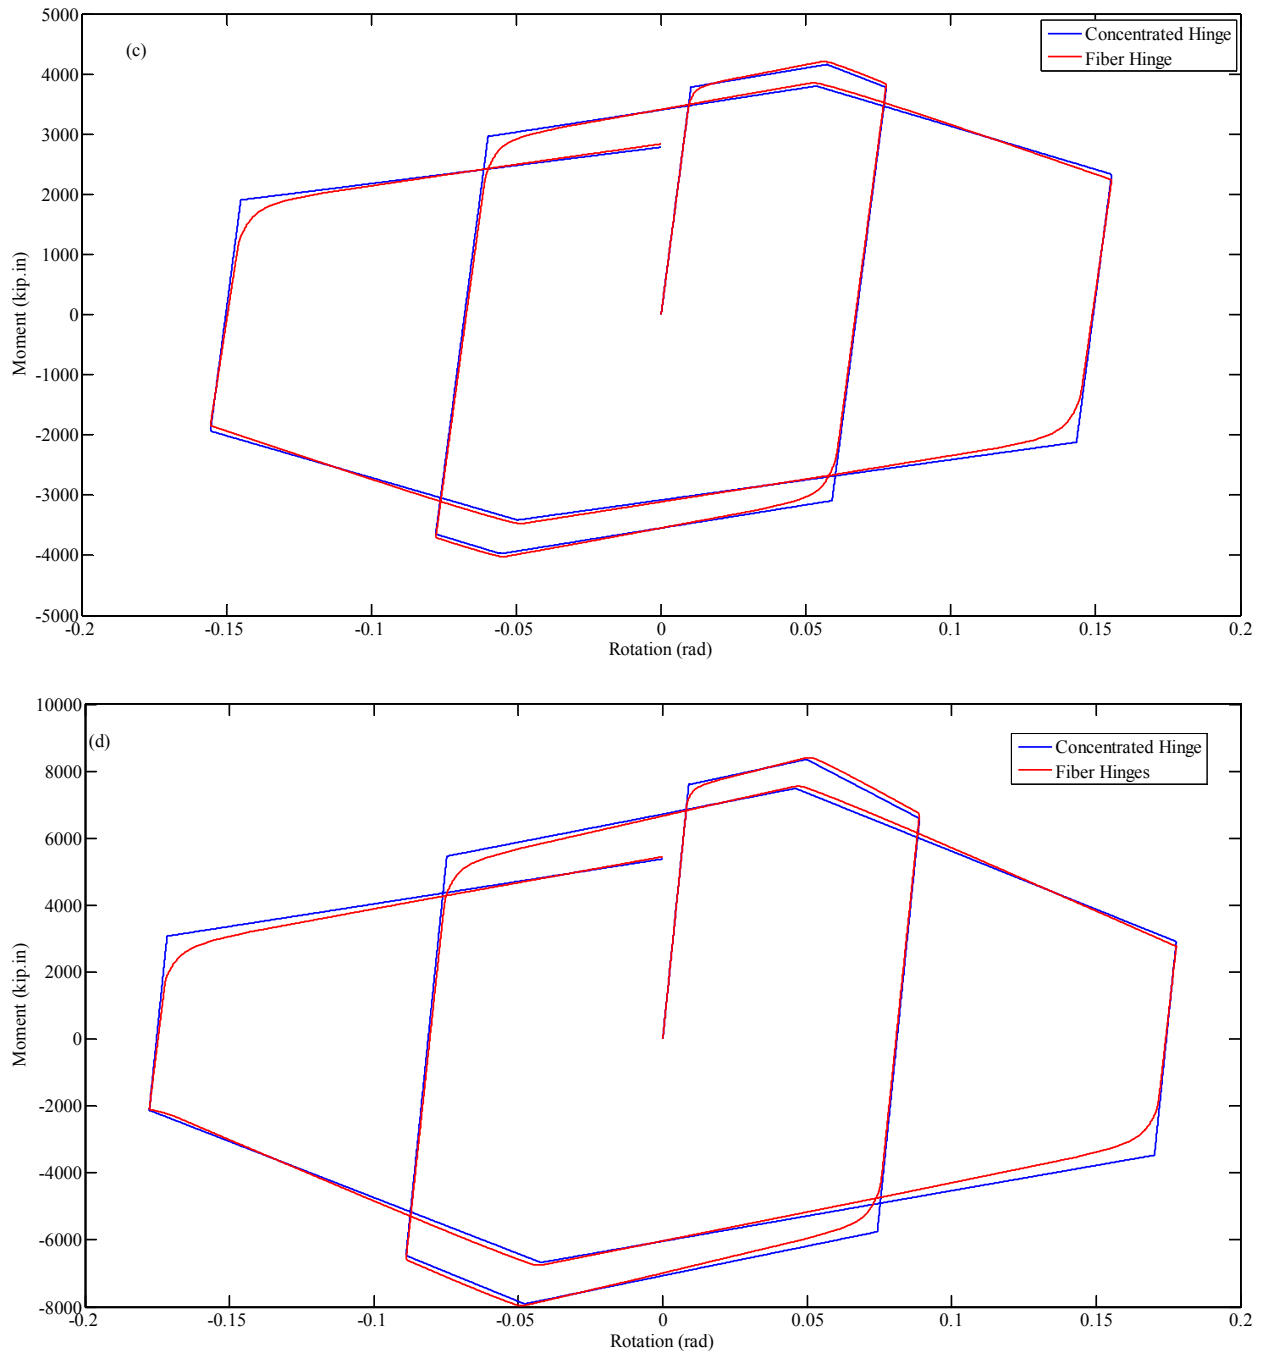 5000
(c)
Concentrated Hinge
4000
Fiber Hinge
3000
2000
1000
0
-1000
-2000
-3000
-4000
-5000
Moment (kip.in)
-0.2 -0.15 -0.1 -0.05 0 0.05 0.1 0.15 0.2
Rotation (rad)
10000
(d)
Concentrated Hinge
8000
Fiber Hinges
6000
4000
2000
0
-2000
-4000
-6000
-8000
Moment (kip.in)
-0.2 -0.15 -0.1 -0.05 0 0.05 0.1 0.15 0.2
Rotation (rad)